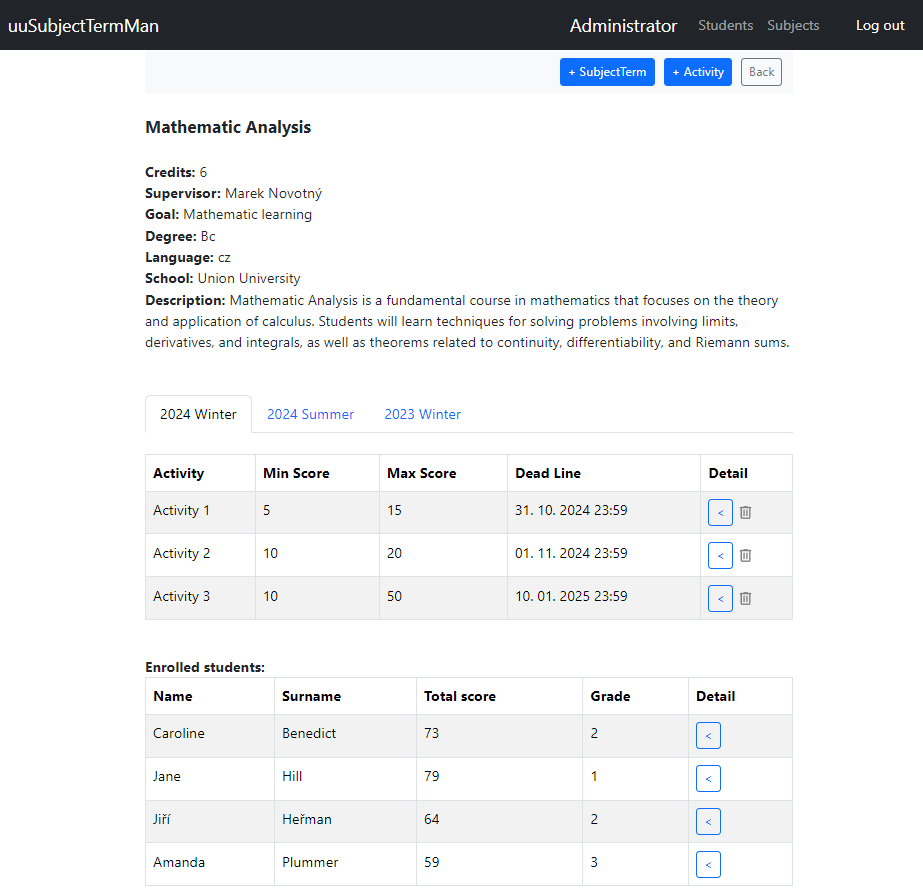 uuSubjectTermMan Administrator Students Subjects Log out
+ SubjectTerm + Activity Back
Mathematic Analysis
Credits: 6
Supervisor: Marek Novotný
Goal: Mathematic learning
Degree: Bc
Language: cz
School: Union University
Description: Mathematic Analysis is a fundamental course in mathematics that focuses on the theory
and application of calculus. Students will learn techniques for solving problems involving limits,
derivatives, and integrals, as well as theorems related to continuity, differentiability, and Riemann sums.
2024 Winter 2024 Summer 2023 Winter
Activity Min Score Max Score Dead Line Detail
Activity 1 5 15 31. 10. 2024 23:59 <
Activity 2 10 20 01. 11. 2024 23:59 <
Activity 3 10 50 10. 01. 2025 23:59 <
Enrolled students:
Name Surname Total score Grade Detail
Caroline Benedict 73 2 <
Jane Hill 79 1 <
Jiří Heřman 64 2 <
Amanda Plummer 59 3 <